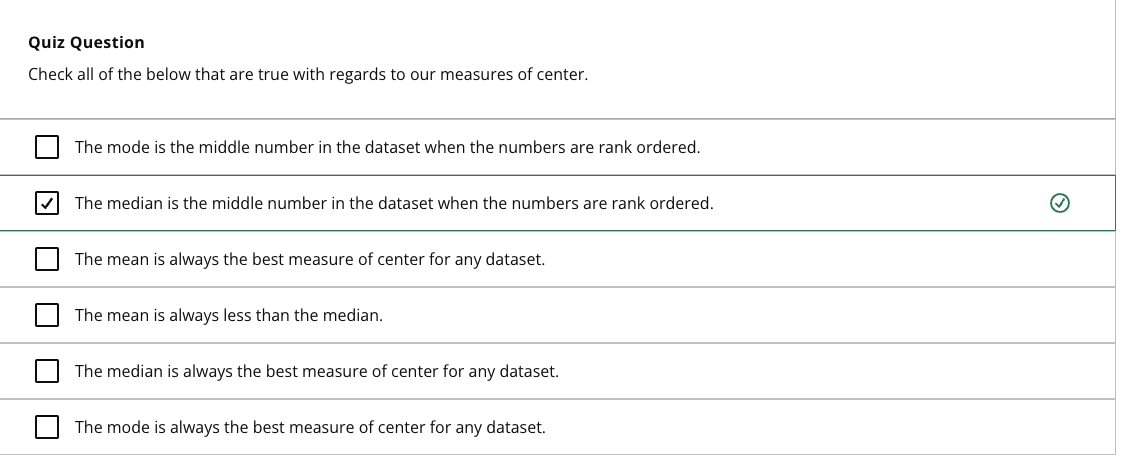 Quiz Question
Check all of the below that are true with regards to our measures of center.
The mode is the middle number in the dataset when the numbers are rank ordered.
The median is the middle number in the dataset when the numbers are rank ordered.
The mean is always the best measure of center for any dataset.
The mean is always less than the median.
The median is always the best measure of center for any dataset.
The mode is always the best measure of center for any dataset.